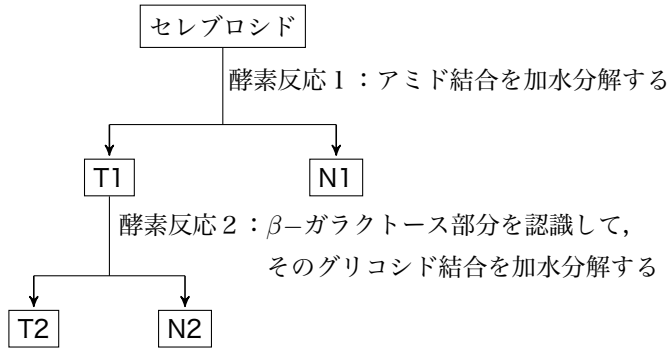 セレブロシド
酵素反応1：アミド結合を加水分解する
T1
N1
酵素反応2：β−ガラクトース部分を認識して，
そのグリコシド結合を加水分解する
T2
N2